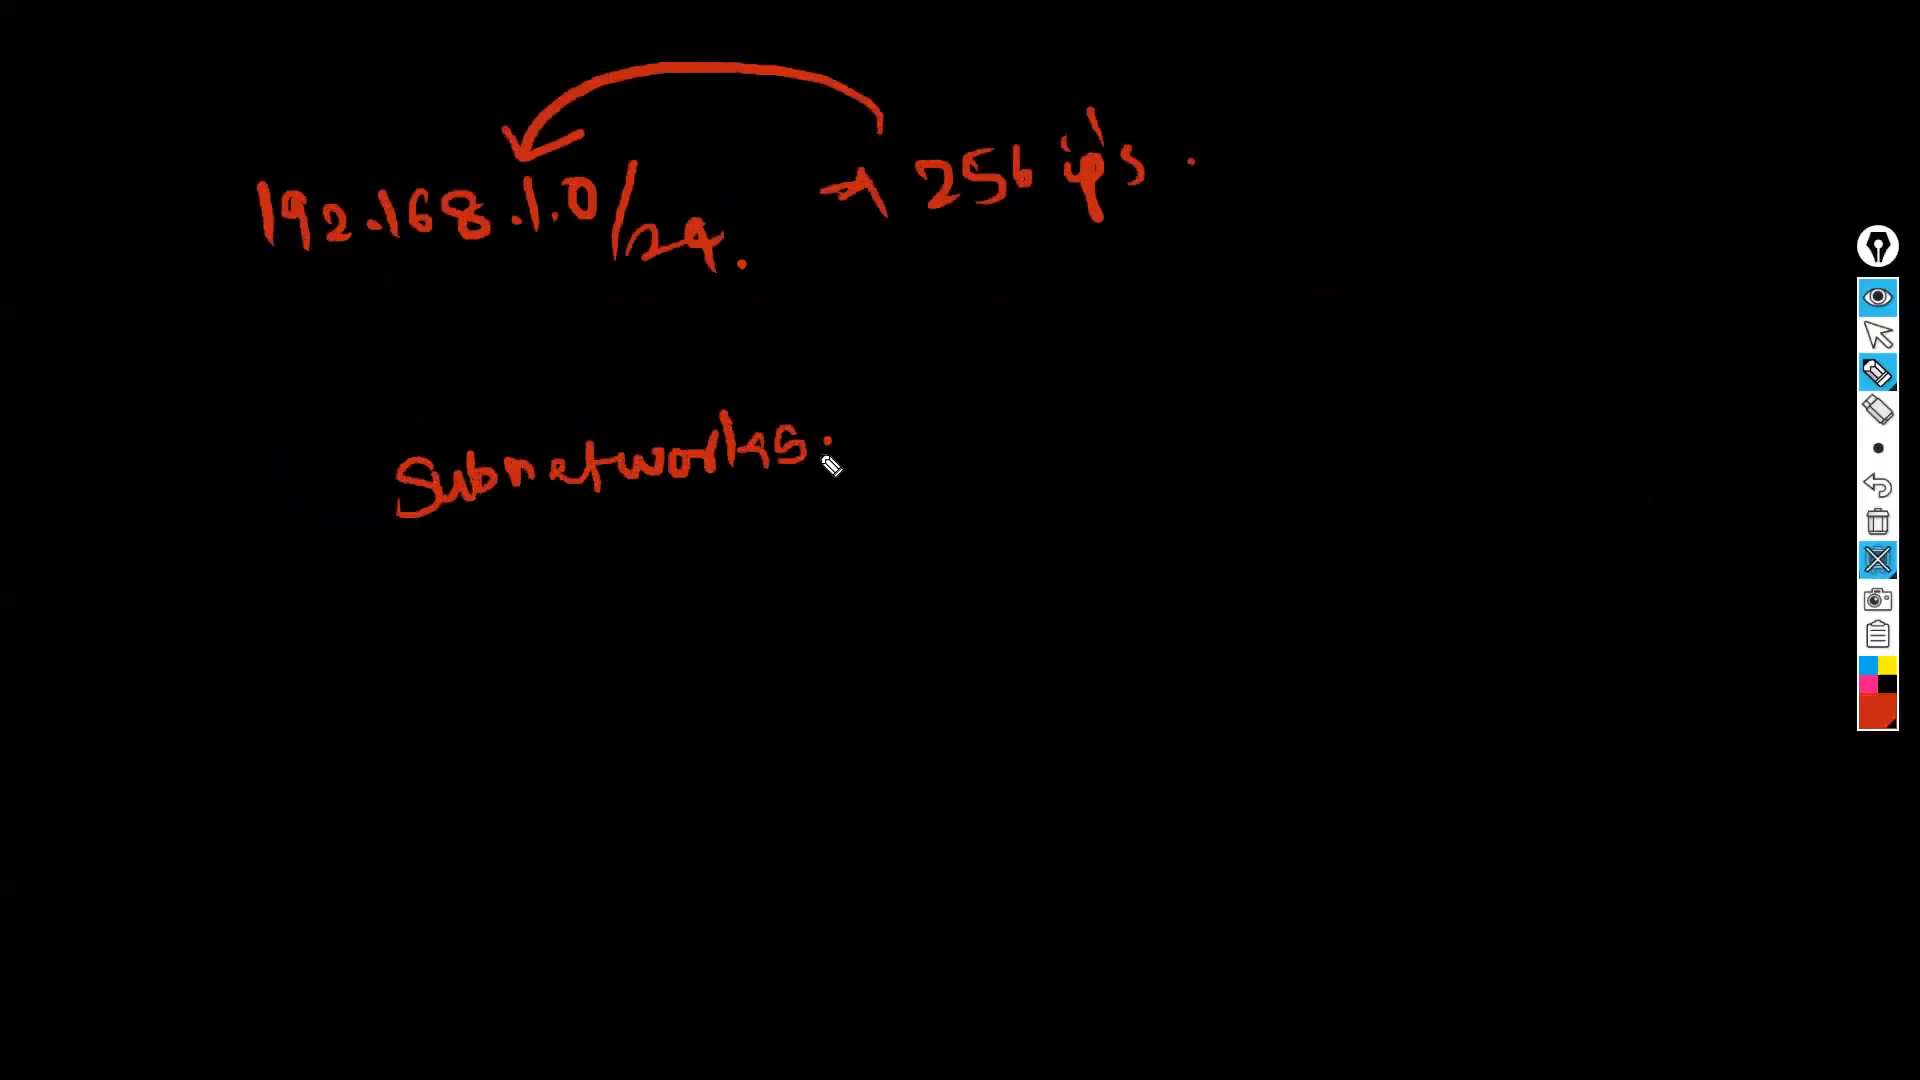 192.168.1.0/24. → 256 ip's.
Subnetworks.